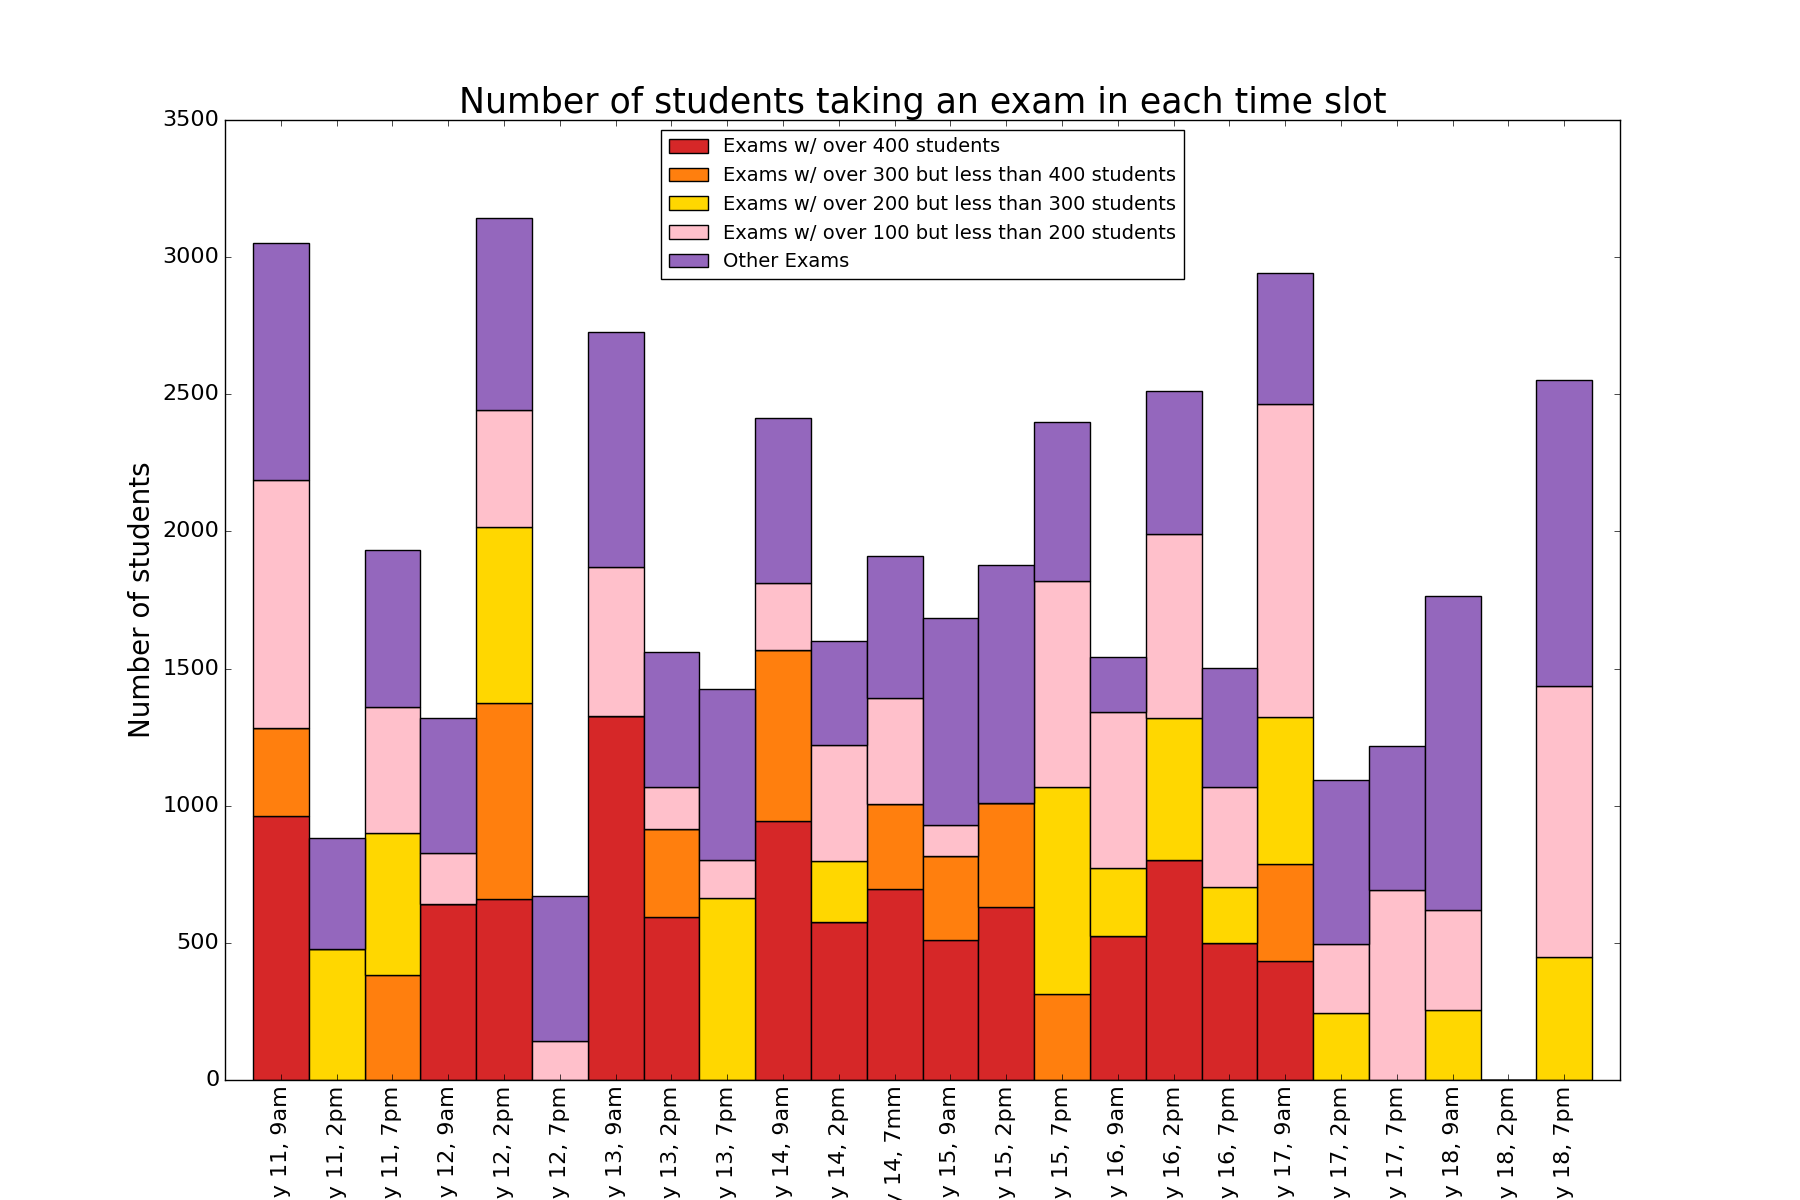 Number of students taking an exam in each time slot
Exams w/ over 400 students
Exams w/ over 300 but less than 400 students
Exams w/ over 200 but less than 300 students
Exams w/ over 100 but less than 200 students
Other Exams
Number of students
3500
3000
2500
2000
1500
1000
500
0
y 11, 9am
y 11, 2pm
y 11, 7pm
y 12, 9am
y 12, 2pm
y 12, 7pm
y 13, 9am
y 13, 2pm
y 13, 7pm
y 14, 9am
y 14, 2pm
y 14, 7mm
y 15, 9am
y 15, 2pm
y 15, 7pm
y 16, 9am
y 16, 2pm
y 16, 7pm
y 17, 9am
y 17, 2pm
y 17, 7pm
y 18, 9am
y 18, 2pm
y 18, 7pm